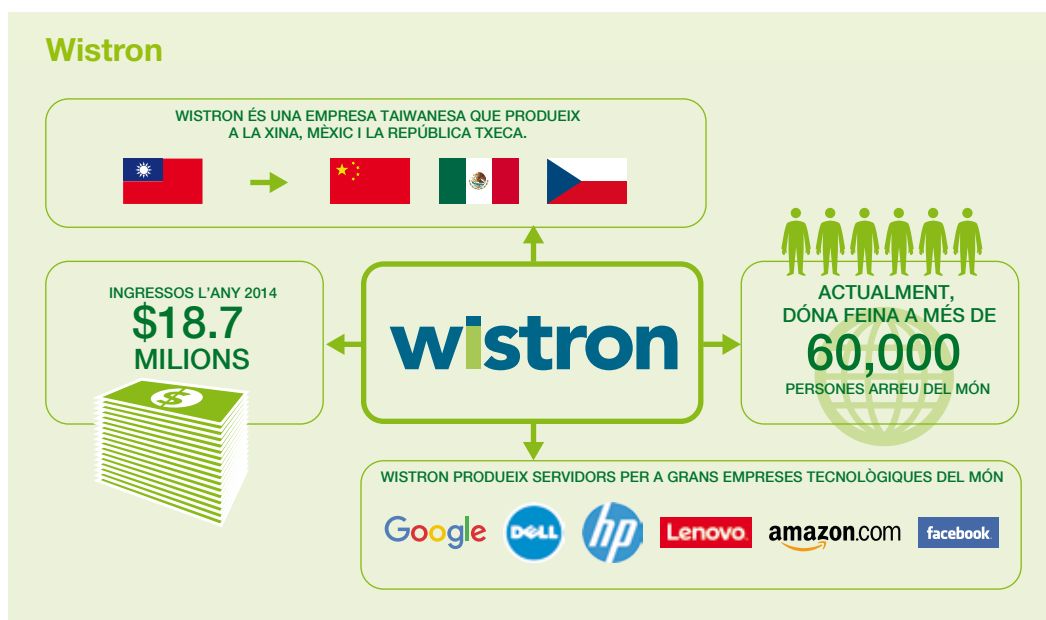 Wistron
WISTRON ÉS UNA EMPRESA TAIWANESA QUE PRODUEIX
A LA XINA, MÈXIC I LA REPÚBLICA TXECA.
INGRESSOS L'ANY 2014
$18.7
MILIONS
$
wistron
ACTUALMENT,
DÓNA FEINA A MÉS DE
60,000
PERSONES ARREU DEL MÓN
WISTRON PRODUEIX SERVIDORS PER A GRANS EMPRESES TECNOLÒGIQUES DEL MÓN
Google DELL hp Lenovo amazon.com facebook